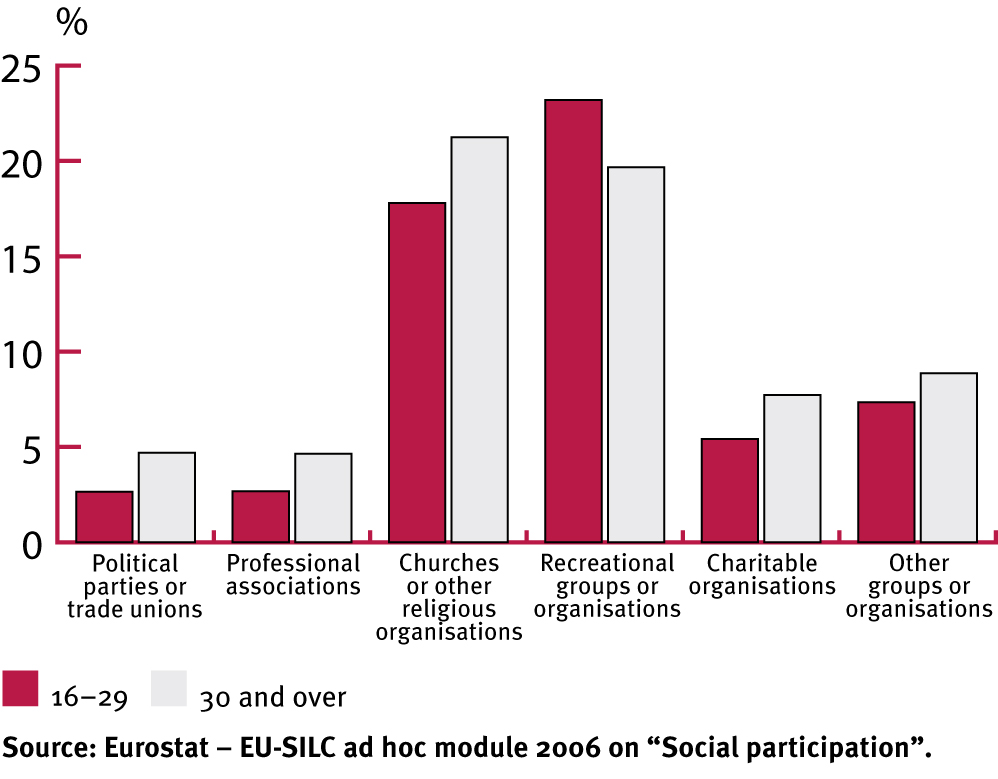 %
25
20
15
10
5
0
Political
parties or
trade unions
Professional
associations
Churches
or other
religious
organisations
Recreational
groups or
organisations
Charitable
organisations
Other
groups or
organisations
16–29
30 and over
Source: Eurostat – EU-SILC ad hoc module 2006 on “Social participation”.